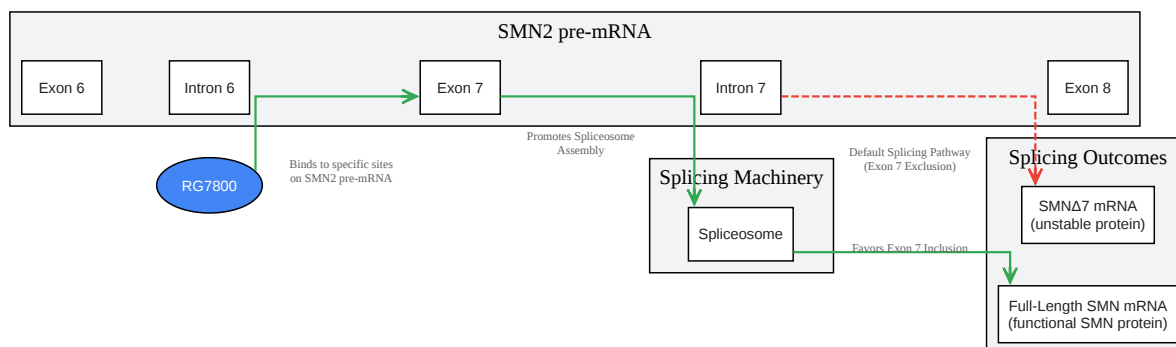 SMN2 pre-mRNA
Exon 6
Intron 6
Exon 7
Intron 7
Exon 8
Promotes Spliceosome
Assembly
Binds to specific sites
on SMN2 pre-mRNA
RG7800
Default Splicing Pathway
(Exon 7 Exclusion)
Splicing Machinery
Spliceosome
Splicing Outcomes
SMNΔ7 mRNA
(unstable protein)
Favors Exon 7 Inclusion
Full-Length SMN mRNA
(functional SMN protein)